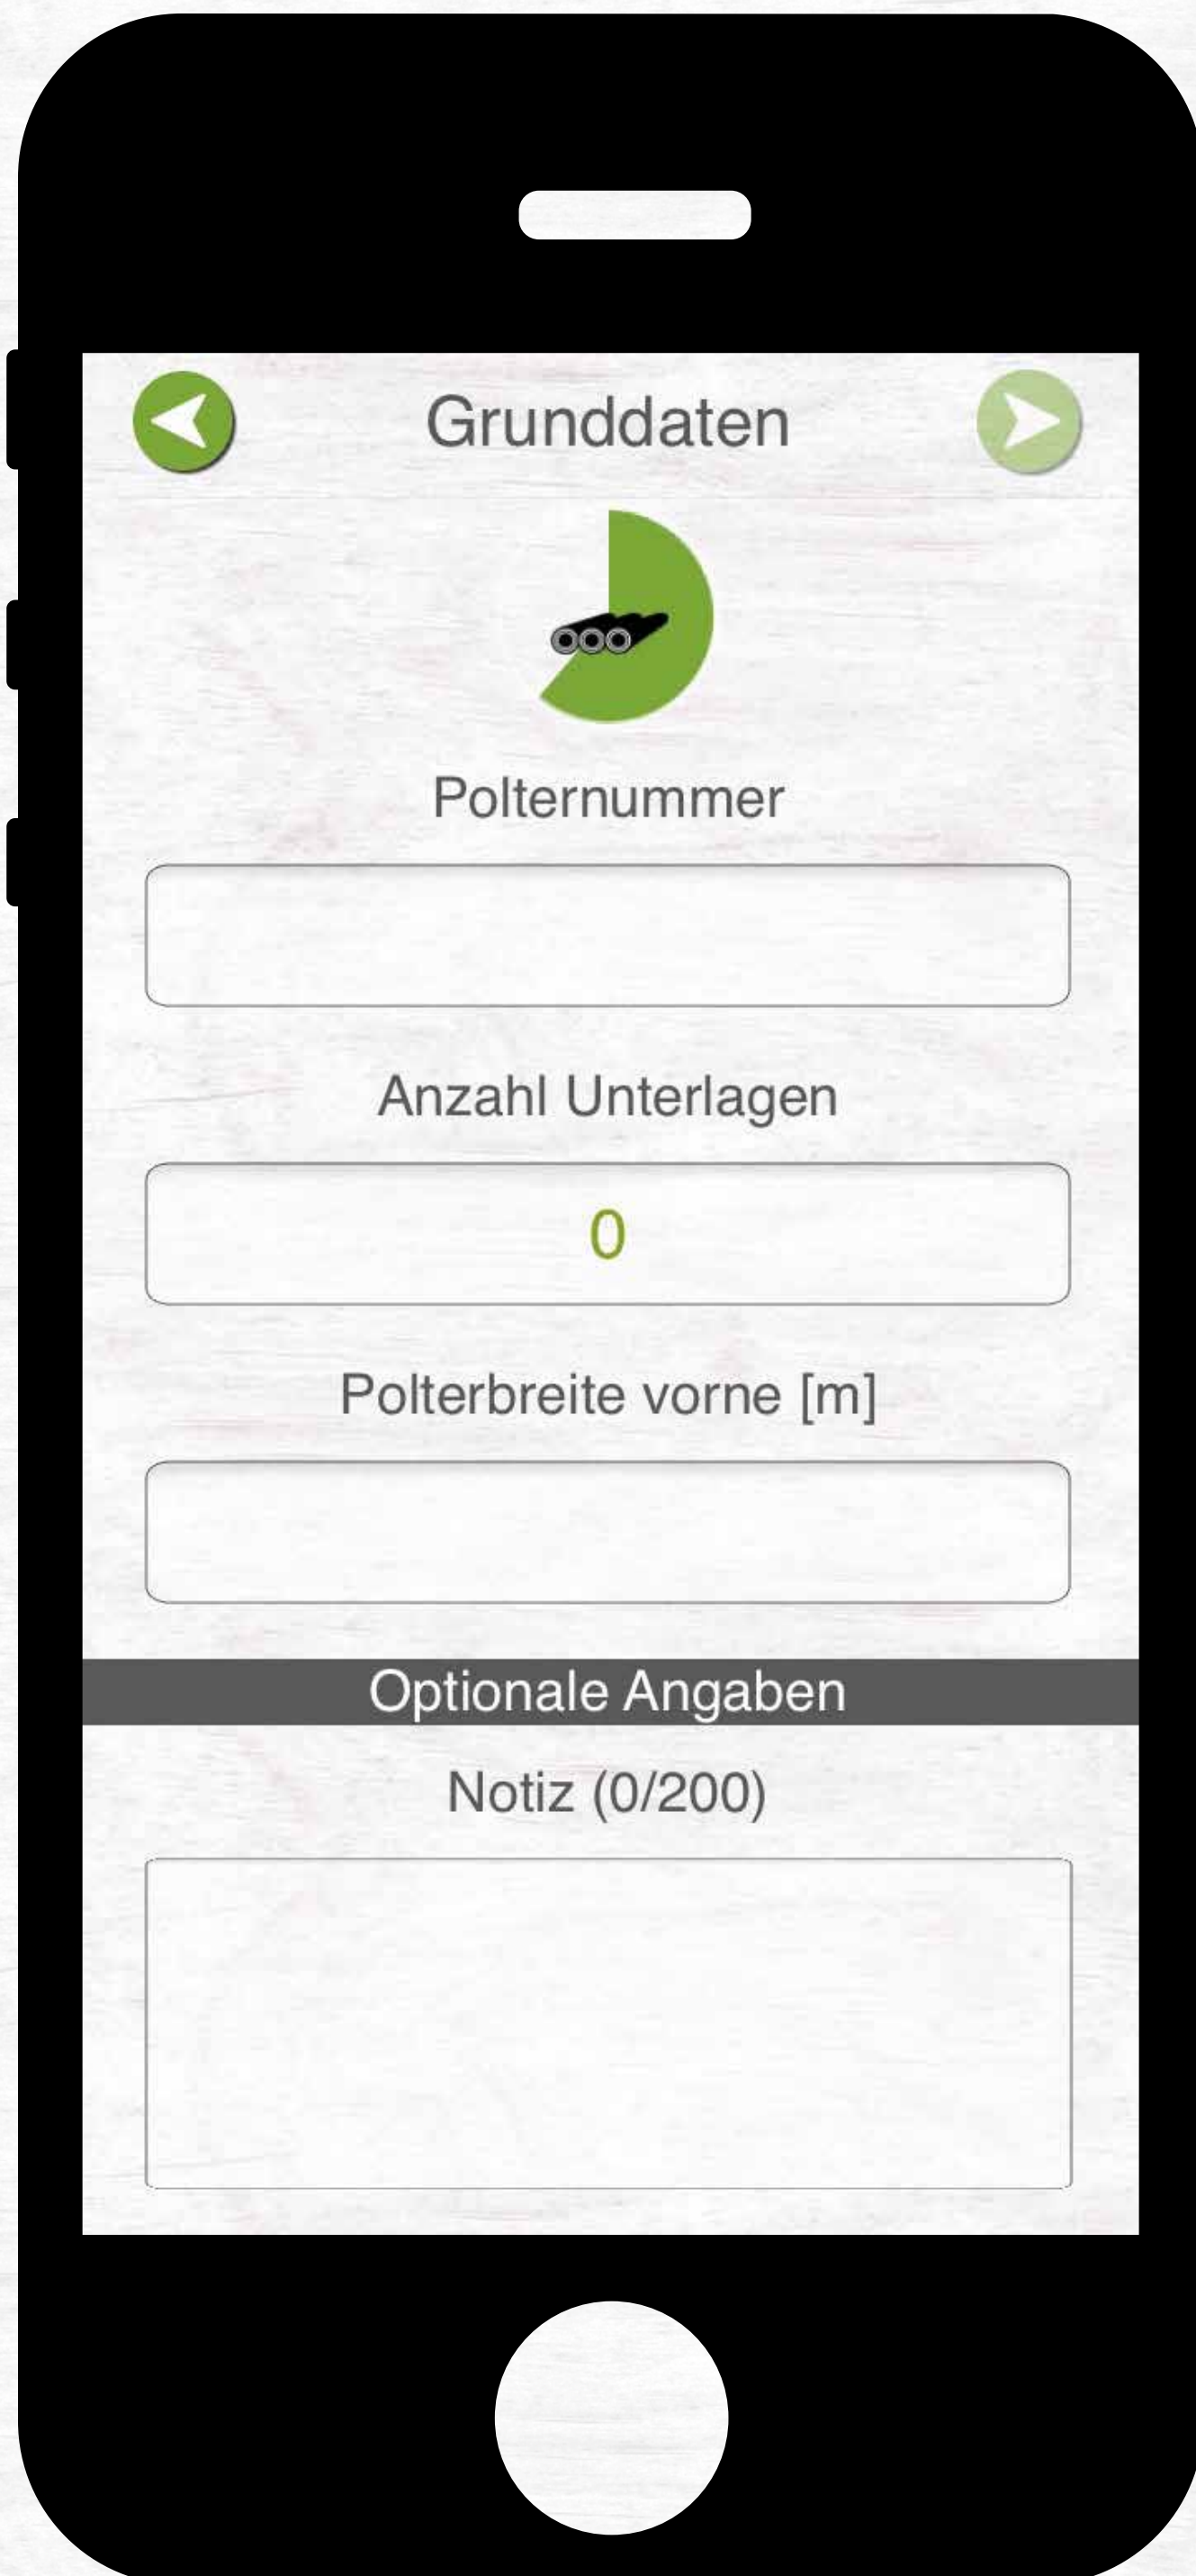 Grunddaten
Polternummer
Anzahl Unterlagen
0
Polterbreite vorne [m]
Optionale Angaben
Notiz (0/200)